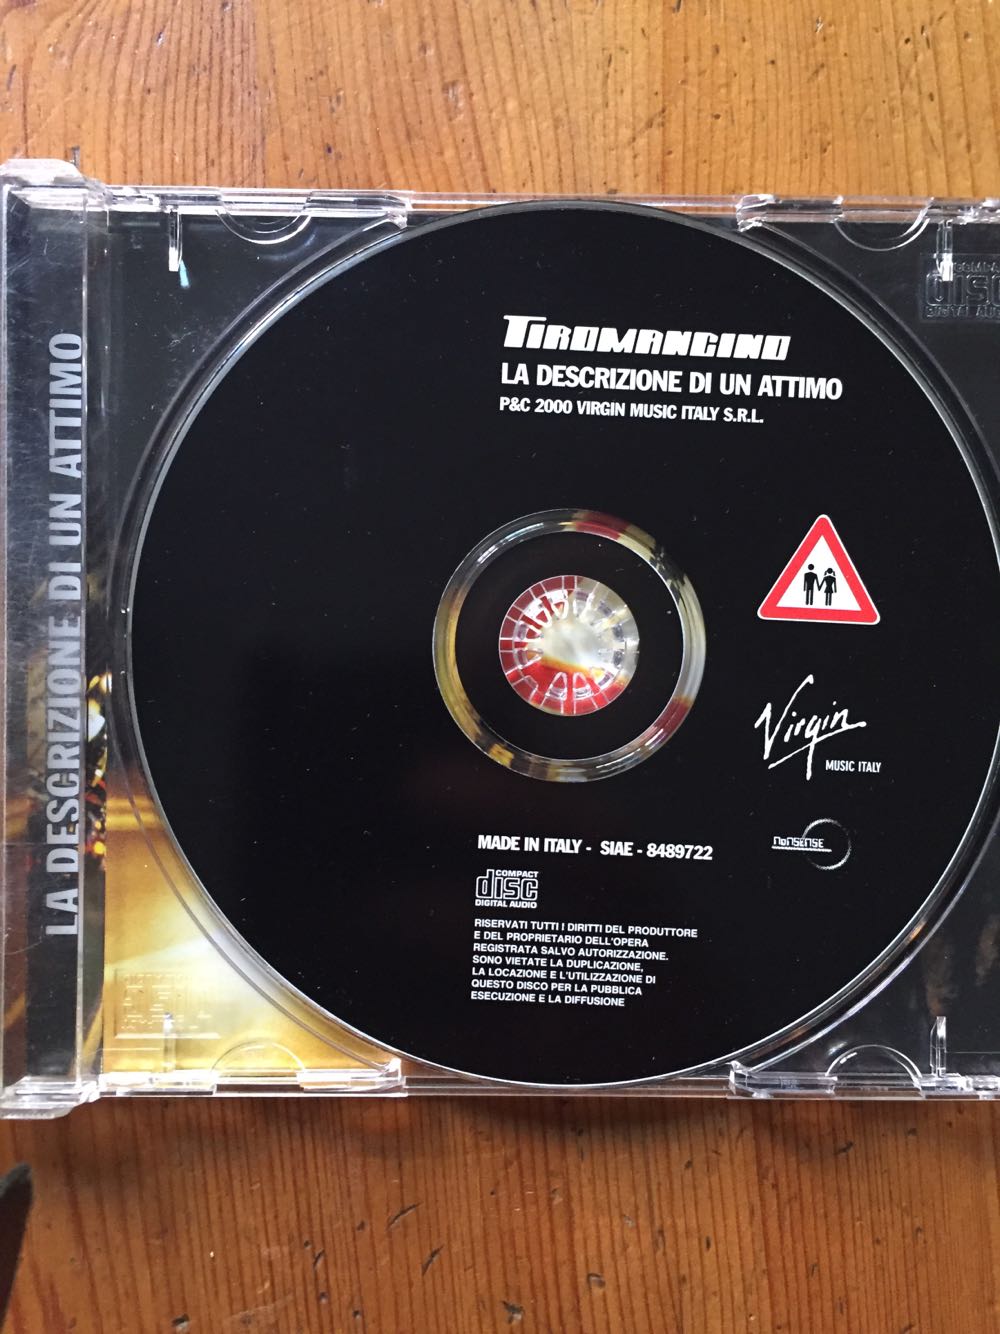 LA DESCRIZIONE DI UN ATTIMO
TIROMANCINO
LA DESCRIZIONE DI UN ATTIMO
P&C 2000 VIRGIN MUSIC ITALY S.R.L.
Virgin
MUSIC ITALY
NoNSENSE
MADE IN ITALY - SIAE - 8489722
COMPACT
disc
DIGITAL AUDIO
RISERVATI TUTTI I DIRITTI DEL PRODUTTORE
E DEL PROPRIETARIO DELL'OPERA
REGISTRATA SALVO AUTORIZZAZIONE.
SONO VIETATE LA DUPLICAZIONE,
LA LOCAZIONE E L'UTILIZZAZIONE DI
QUESTO DISCO PER LA PUBBLICA
ESECUZIONE E LA DIFFUSIONE